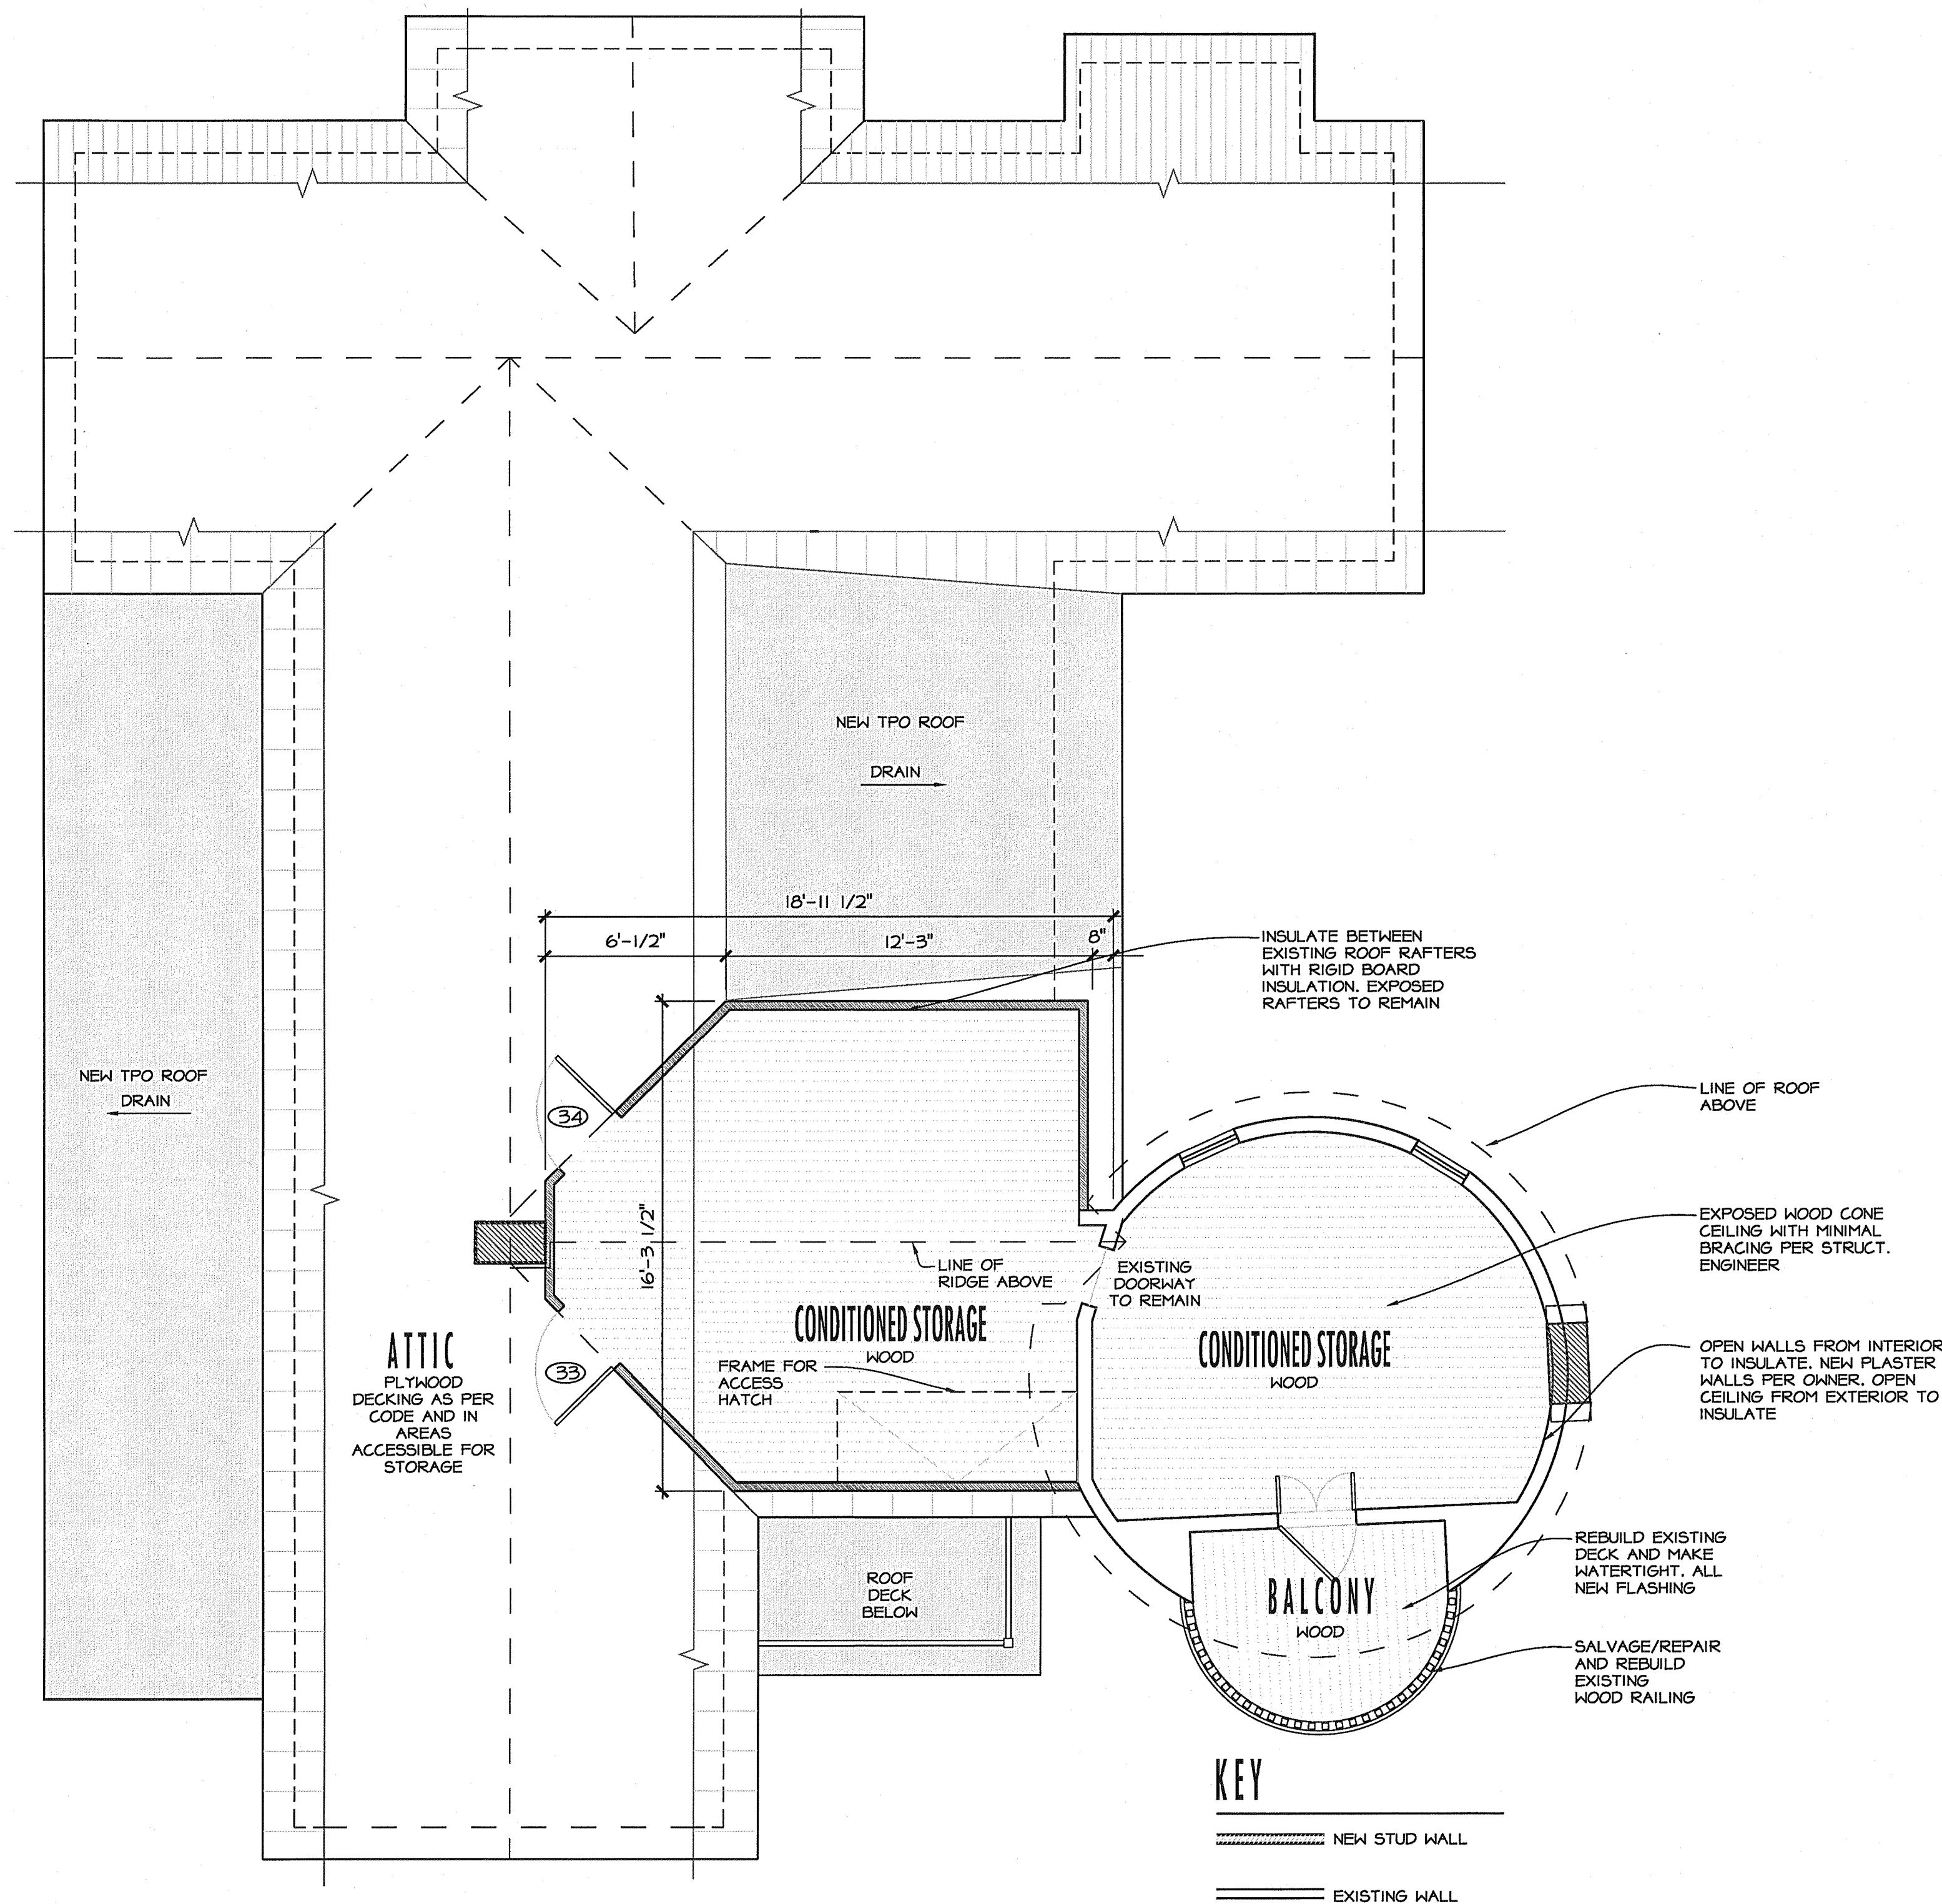 NEW TPO ROOF
DRAIN
18'-11 1/2"
6'-1/2"
12'-3"
8"
INSULATE BETWEEN
EXISTING ROOF RAFTERS
WITH RIGID BOARD
INSULATION. EXPOSED
RAFTERS TO REMAIN
NEW TPO ROOF
DRAIN
34
LINE OF ROOF
ABOVE
16'-3 1/2"
EXPOSED WOOD CONE
CEILING WITH MINIMAL
BRACING PER STRUCT.
ENGINEER
LINE OF
RIDGE ABOVE
EXISTING
DOORWAY
TO REMAIN
CONDITIONED STORAGE
WOOD
CONDITIONED STORAGE
WOOD
ATTIC
PLYWOOD
DECKING AS PER
CODE AND IN
AREAS
ACCESSIBLE FOR
STORAGE
33
FRAME FOR
ACCESS
HATCH
OPEN WALLS FROM INTERIOR
TO INSULATE. NEW PLASTER
WALLS PER OWNER. OPEN
CEILING FROM EXTERIOR TO
INSULATE
ROOF
DECK
BELOW
REBUILD EXISTING
DECK AND MAKE
WATERTIGHT. ALL
NEW FLASHING
BALCONY
WOOD
SALVAGE/REPAIR
AND REBUILD
EXISTING
WOOD RAILING
KEY
NEW STUD WALL
EXISTING WALL